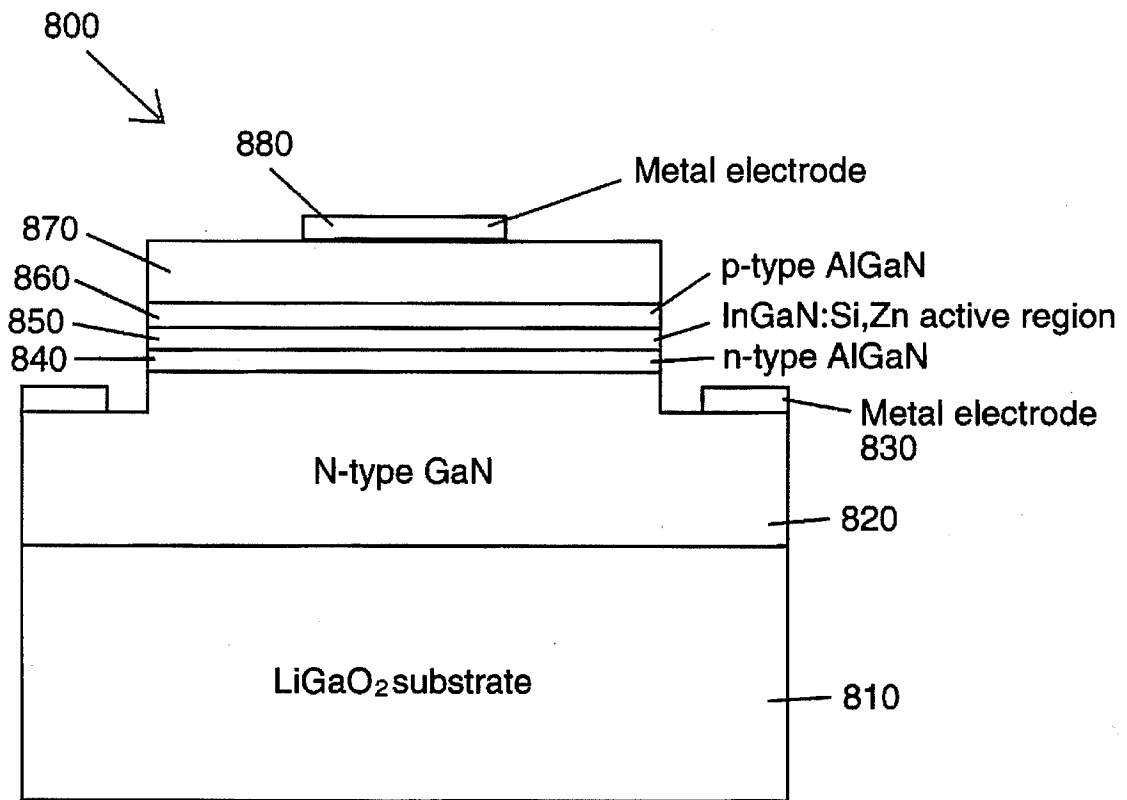 800
880
Metal electrode
870
p-type AlGaN
860
InGaN:Si,Zn active region
850
n-type AlGaN
840
Metal electrode
830
N-type GaN
820
LiGaO₂ substrate
810